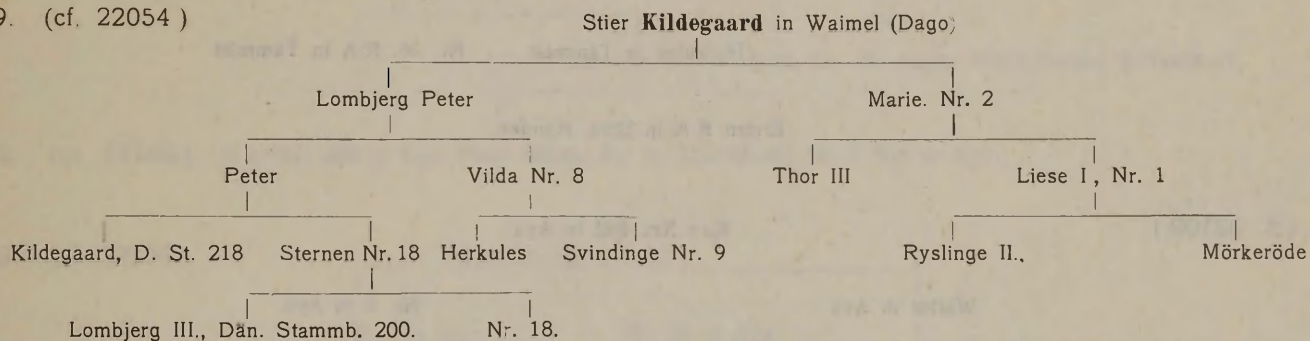 9. (cf. 22054 )
Stier Kildegaard in Waimel (Dago)
Lombjerg Peter Marie. Nr. 2
Peter Vilda Nr. 8 Thor III Liese I, Nr. 1
Kildegaard, D. St. 218 Sternen Nr. 18 Herkules Svindinge Nr. 9 Ryslinge II., Mörkeröde
Lombjerg III., Dän. Stammb. 200. Nr. 18.